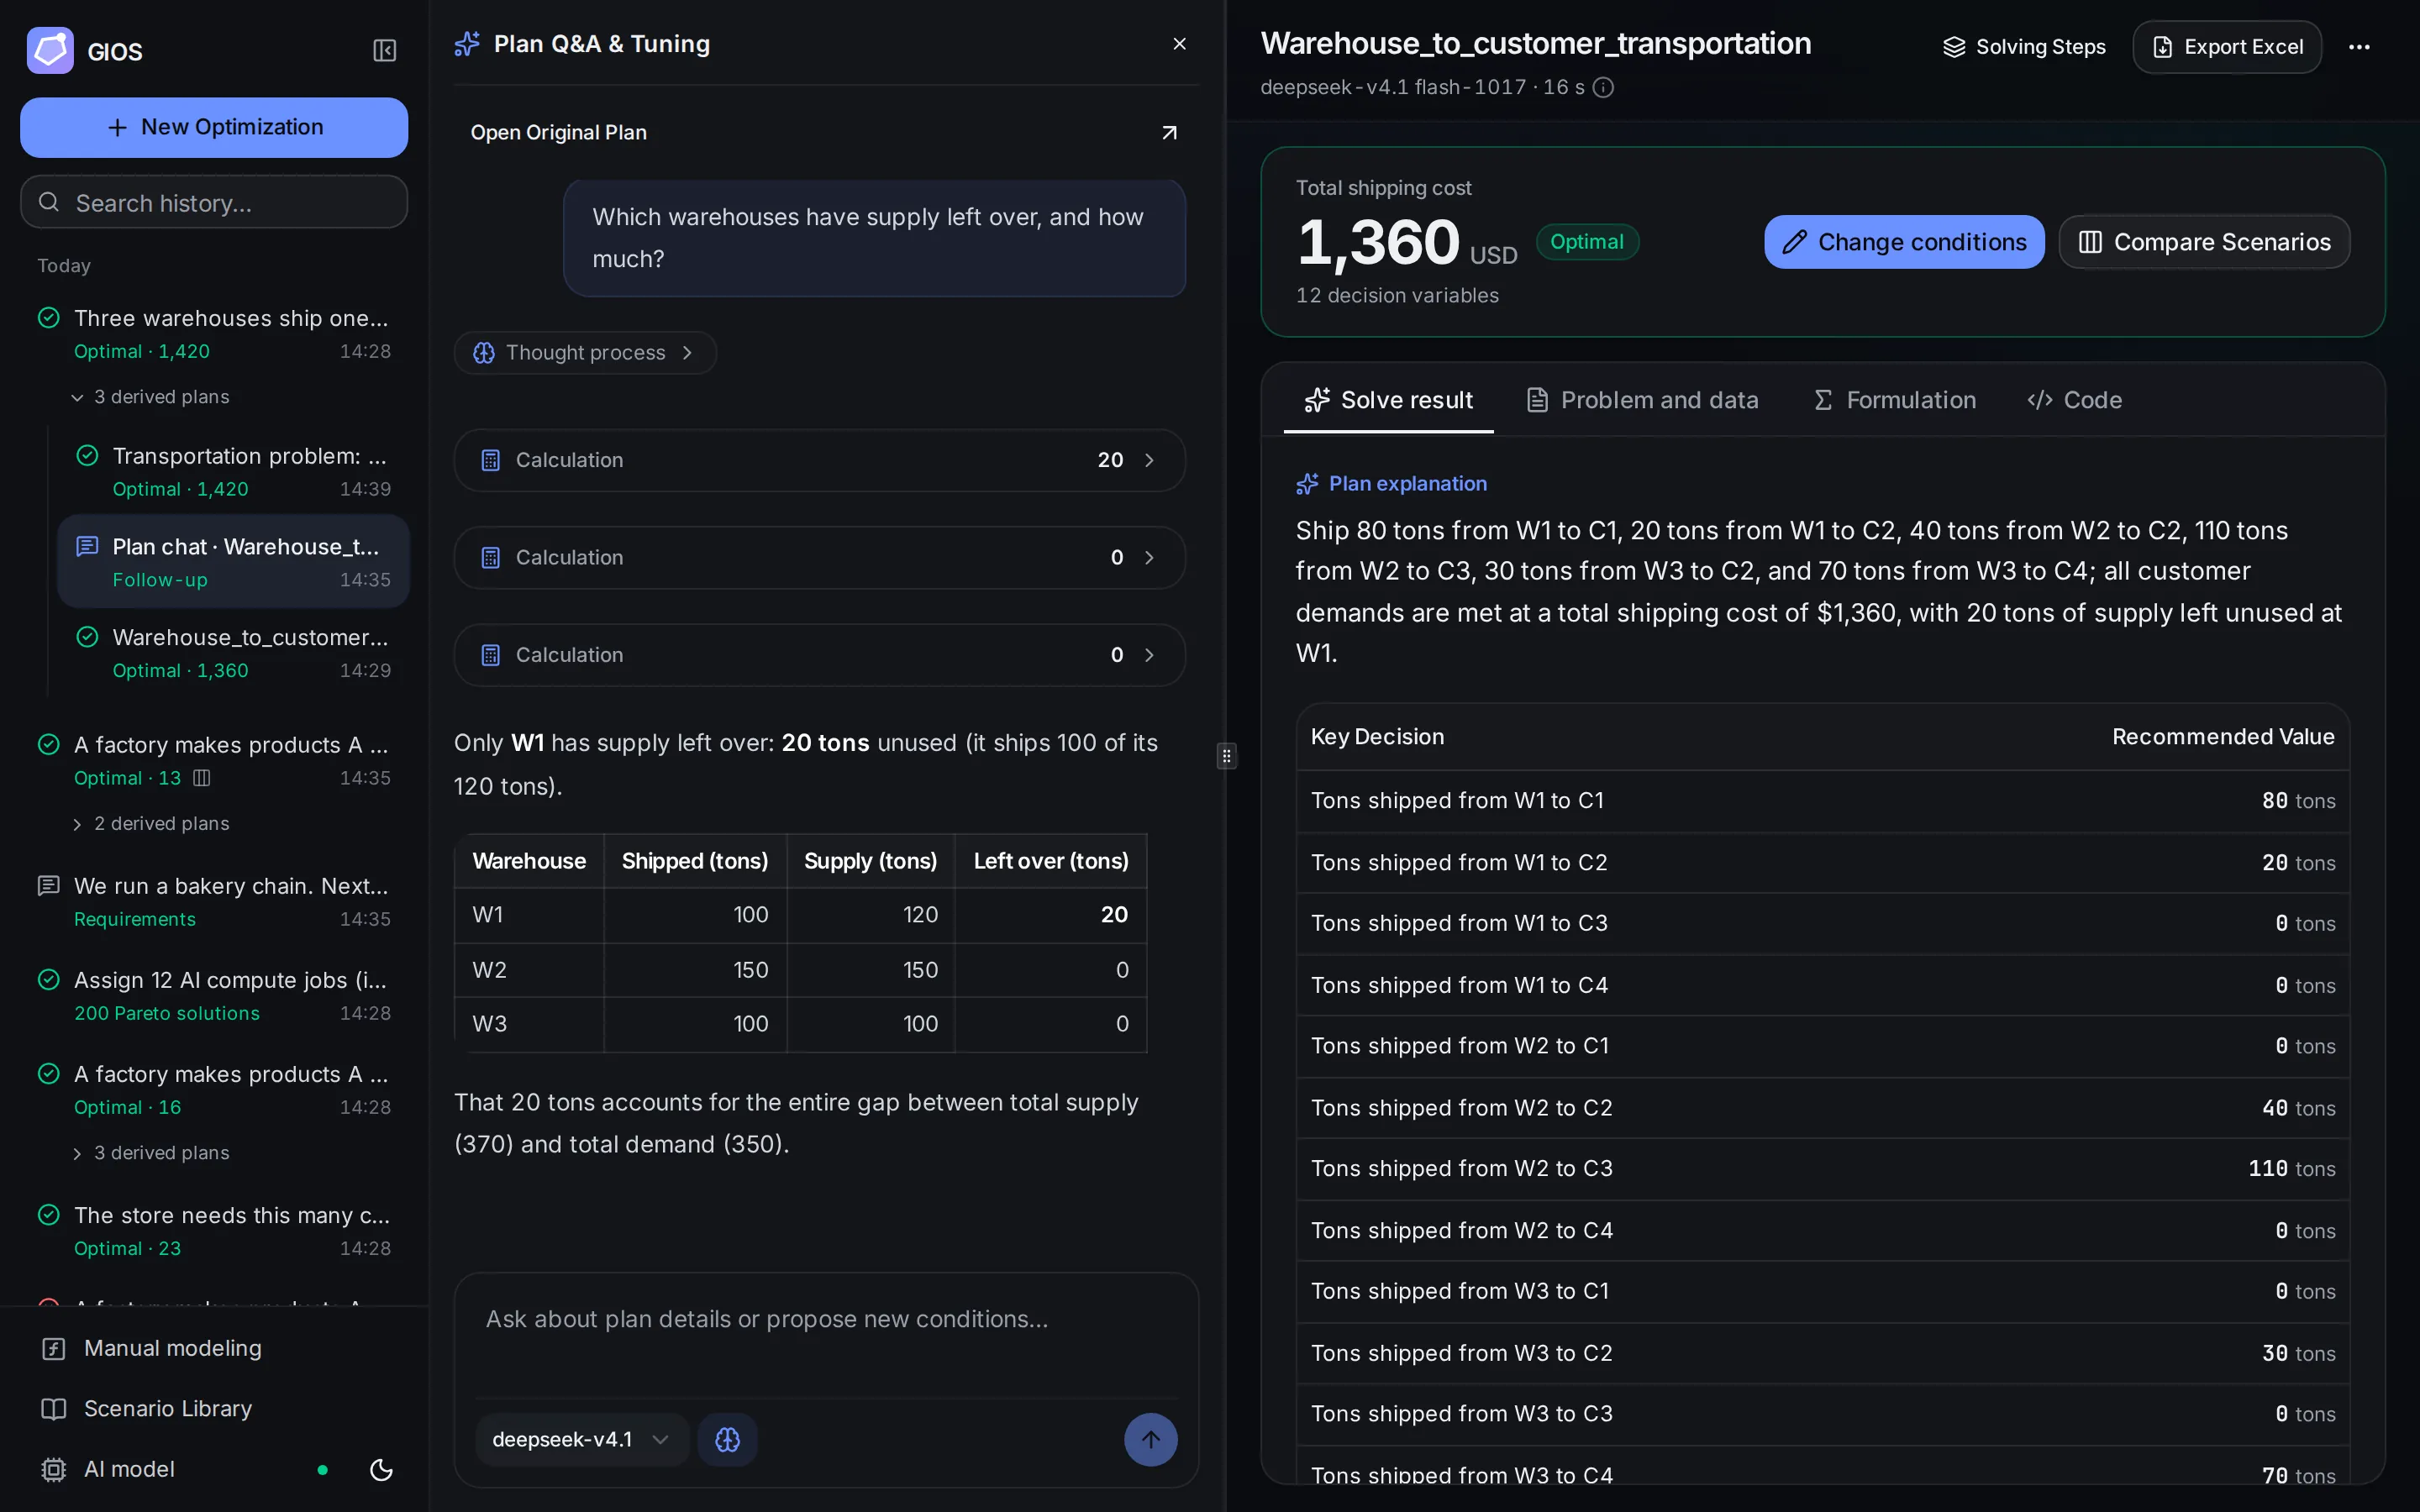 GIOS
New Optimization
Search history...
Today
Three warehouses ship one...
Optimal · 1,420 14:28
3 derived plans
Transportation problem: ...
Optimal · 1,420 14:39
Plan chat · Warehouse_t...
Follow-up 14:35
Warehouse_to_customer...
Optimal · 1,360 14:29
A factory makes products A ...
Optimal · 13 14:35
2 derived plans
We run a bakery chain. Next...
Requirements 14:35
Assign 12 AI compute jobs (i...
200 Pareto solutions 14:28
A factory makes products A ...
Optimal · 16 14:28
3 derived plans
The store needs this many c...
Optimal · 23 14:28
Manual modeling
Scenario Library
AI model
Plan Q&A & Tuning
Open Original Plan
Which warehouses have supply left over, and how
much?
Thought process
Calculation 20
Calculation 0
Calculation 0
Only W1 has supply left over: 20 tons unused (it ships 100 of its
120 tons).
Warehouse Shipped (tons) Supply (tons) Left over (tons)
W1 100 120 20
W2 150 150 0
W3 100 100 0
That 20 tons accounts for the entire gap between total supply
(370) and total demand (350).
Ask about plan details or propose new conditions...
deepseek-v4.1
Warehouse_to_customer_transportation
deepseek-v4.1 flash-1017 · 16 s
Solving Steps
Export Excel
Total shipping cost
1,360 USD Optimal
12 decision variables
Change conditions
Compare Scenarios
Solve result
Problem and data
Formulation
Code
Plan explanation
Ship 80 tons from W1 to C1, 20 tons from W1 to C2, 40 tons from W2 to C2, 110 tons
from W2 to C3, 30 tons from W3 to C2, and 70 tons from W3 to C4; all customer
demands are met at a total shipping cost of $1,360, with 20 tons of supply left unused at
W1.
Key Decision Recommended Value
Tons shipped from W1 to C1 80 tons
Tons shipped from W1 to C2 20 tons
Tons shipped from W1 to C3 0 tons
Tons shipped from W1 to C4 0 tons
Tons shipped from W2 to C1 0 tons
Tons shipped from W2 to C2 40 tons
Tons shipped from W2 to C3 110 tons
Tons shipped from W2 to C4 0 tons
Tons shipped from W3 to C1 0 tons
Tons shipped from W3 to C2 30 tons
Tons shipped from W3 to C3 0 tons
Tons shipped from W3 to C4 70 tons